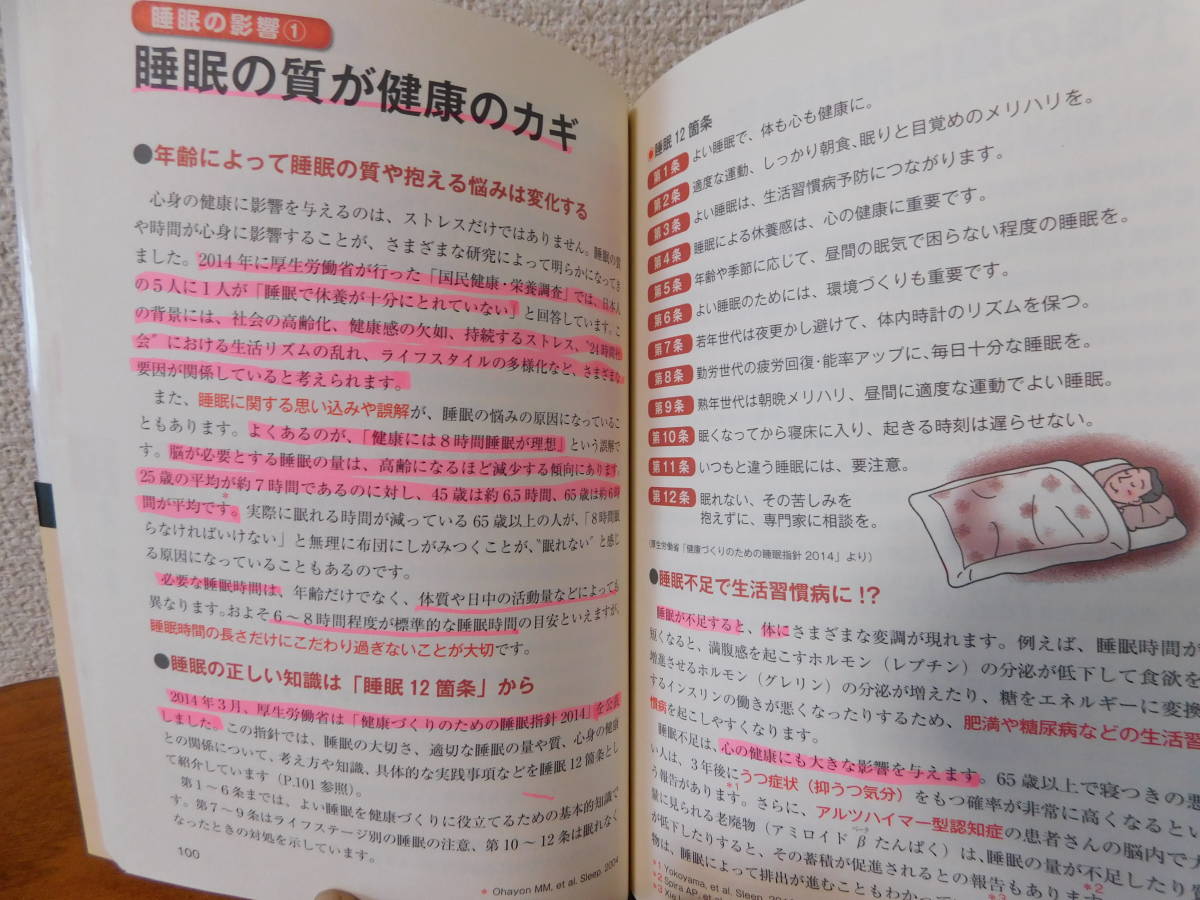 睡眠の影響①
睡眠の質が健康のカギ
●年齢によって睡眠の質や抱える悩みは変化する
心身の健康に影響を与えるのは、ストレスだけではありません。睡眠の質
や時間が心身に影響することが、さまざまな研究によって明らかになってき
ました。2014年に厚生労働省が行った「国民健康・栄養調査」では、日本人
の5人に1人が「睡眠で休養が十分にとれていない」と回答しています。こ
の背景には、社会の高齢化、健康感の欠如、持続するストレス、“24時間社
会”における生活リズムの乱れ、ライフスタイルの多様化など、さまざまな
要因が関係していると考えられます。
また、睡眠に関する思い込みや誤解が、睡眠の悩みの原因になっているこ
ともあります。よくあるのが、「健康には8時間睡眠が理想」という誤解で
す。脳が必要とする睡眠の量は、高齢になるほど減少する傾向にあります。
25歳の平均が約7時間であるのに対し、45歳は約6.5時間、65歳は約6時
間が平均です。*実際に眠れる時間が減っている65歳以上の人が、「8時間眠
らなければいけない」と無理に布団にしがみつくことが、“眠れない”と感じ
る原因になっていることもあるのです。
必要な睡眠時間は、年齢だけでなく、体質や日中の活動量などによっても
異なります。およそ6～8時間程度が標準的な睡眠時間の目安といえますが、
睡眠時間の長さだけにこだわり過ぎないことが大切です。
●睡眠の正しい知識は「睡眠12箇条」から
2014年3月、厚生労働省は「健康づくりのための睡眠指針2014」を公表
しました。この指針では、睡眠の大切さ、適切な睡眠の量や質、心身の健康
との関係について、考え方や知識、具体的な実践事項などを睡眠12箇条とし
て紹介しています（P.101参照）。
第1～6条までは、よい睡眠を健康づくりに役立てるための基本的知識で
す。第7～9条はライフステージ別の睡眠の注意、第10～12条は眠れなく
なったときの対処を示しています。
100
* Ohayon MM, et al. Sleep, 2004
●睡眠12箇条
第1条 よい睡眠で、体も心も健康に。
第2条 適度な運動、しっかり朝食、眠りと目覚めのメリハリを。
第3条 よい睡眠は、生活習慣病予防につながります。
第4条 睡眠による休養感は、心の健康に重要です。
第5条 年齢や季節に応じて、昼間の眠気で困らない程度の睡眠を。
第6条 よい睡眠のためには、環境づくりも重要です。
第7条 若年世代は夜更かし避けて、体内時計のリズムを保つ。
第8条 勤労世代の疲労回復・能率アップに、毎日十分な睡眠を。
第9条 熟年世代は朝晩メリハリ、昼間に適度な運動でよい睡眠。
第10条 眠くなってから寝床に入り、起きる時刻は遅らせない。
第11条 いつもと違う睡眠には、要注意。
第12条 眠れない、その苦しみを
抱えずに、専門家に相談を。
（厚生労働省「健康づくりのための睡眠指針2014」より）
●睡眠不足で生活習慣病に!?
睡眠が不足すると、体にさまざまな変調が現れます。例えば、睡眠時間が
短くなると、満腹感を起こすホルモン（レプチン）の分泌が低下して食欲を
増進させるホルモン（グレリン）の分泌が増えたり、糖をエネルギーに変換
するインスリンの働きが悪くなったりするため、肥満や糖尿病などの生活習
慣病を起こしやすくなります。
睡眠不足は、心の健康にも大きな影響を与えます。65歳以上で寝つきの悪
い人は、3年後にうつ症状（抑うつ気分）をもつ確率が非常に高くなるとい
う報告があります。*1さらに、アルツハイマー型認知症の患者さんの脳内で
量に見られる老廃物（アミロイドβたんぱく）は、睡眠の量が不足したり質
が低下したりすると、その蓄積が促進されるとの報告もあります。*2
物は、睡眠によって排出が進むこともわかって *3
*1 Yokoyama, et al. Sleep,
*2 Spira AP, et
*3 Xie